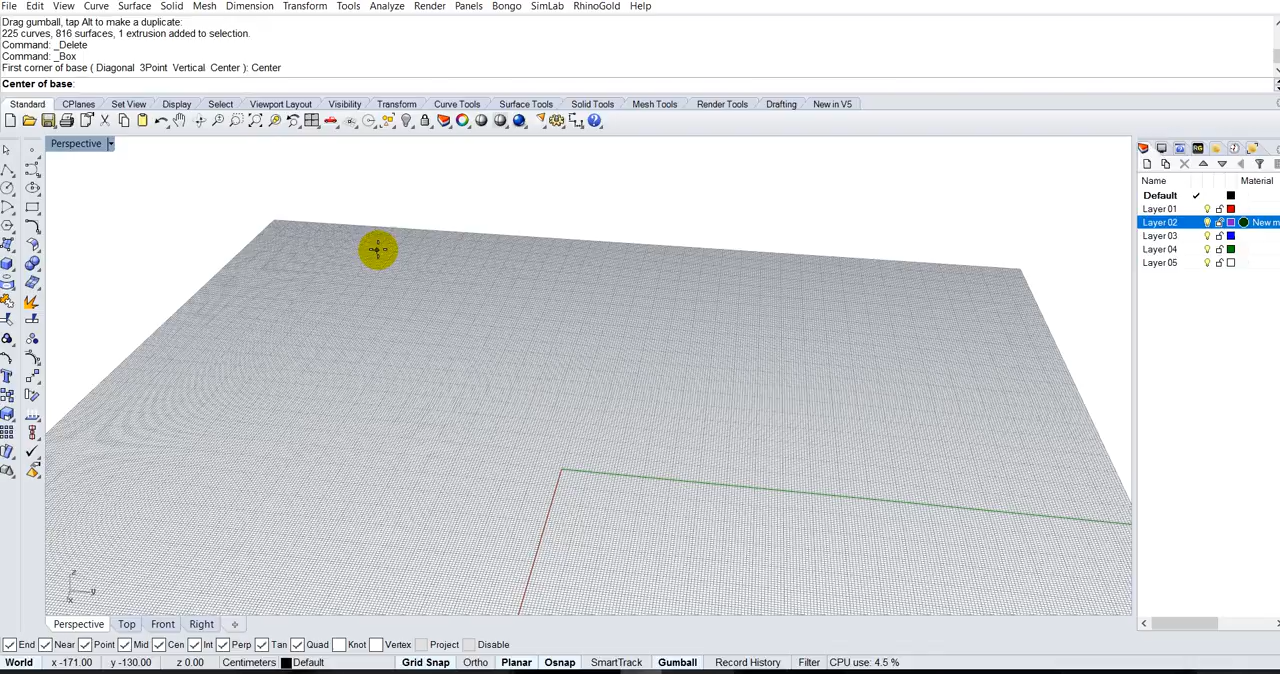 File Edit View Curve Surface Solid Mesh Dimension Transform Tools Analyze Render Panels Bongo SimLab RhinoGold Help
Drag gumball, tap Alt to make a duplicate:
225 curves, 816 surfaces, 1 extrusion added to selection.
Command: _Delete
Command: _Box
First corner of base ( Diagonal 3Point Vertical Center ): Center
Center of base:
Standard CPlanes Set View Display Select Viewport Layout Visibility Transform Curve Tools Surface Tools Solid Tools Mesh Tools Render Tools Drafting New in V5
Perspective
Name Material
Default
Layer 01
Layer 02 New m
Layer 03
Layer 04
Layer 05
z
y
x
Perspective Top Front Right
End Near Point Mid Cen Int Perp Tan Quad Knot Vertex Project Disable
World x -171.00 y -130.00 z 0.00 Centimeters Default Grid Snap Ortho Planar Osnap SmartTrack Gumball Record History Filter CPU use: 4.5 %